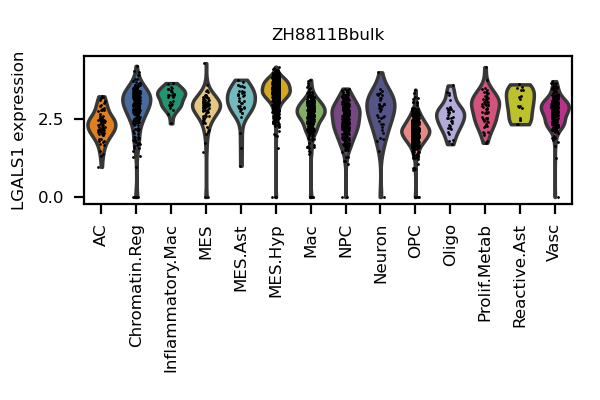 ZH8811Bbulk
LGALS1 expression
2.5
0.0
AC
Chromatin.Reg
Inflammatory.Mac
MES
MES.Ast
MES.Hyp
Mac
NPC
Neuron
OPC
Oligo
Prolif.Metab
Reactive.Ast
Vasc